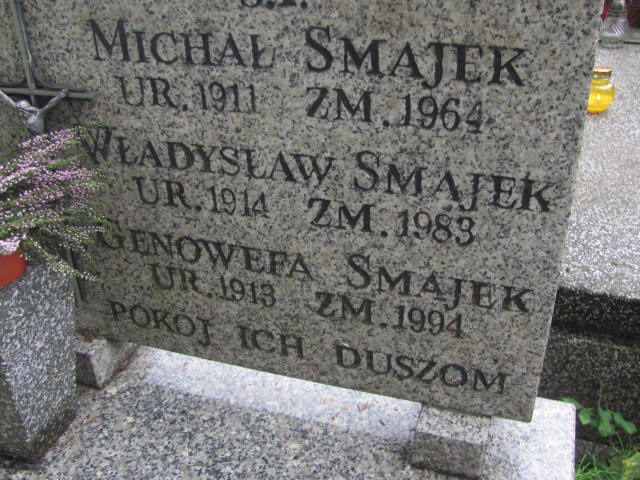 Ś.P.
MICHAŁ SMAJEK
UR. 1911 ZM. 1964
WŁADYSŁAW SMAJEK
UR. 1914 ZM. 1983
GENOWEFA SMAJEK
UR. 1913 ZM. 1994
POKÓJ ICH DUSZOM